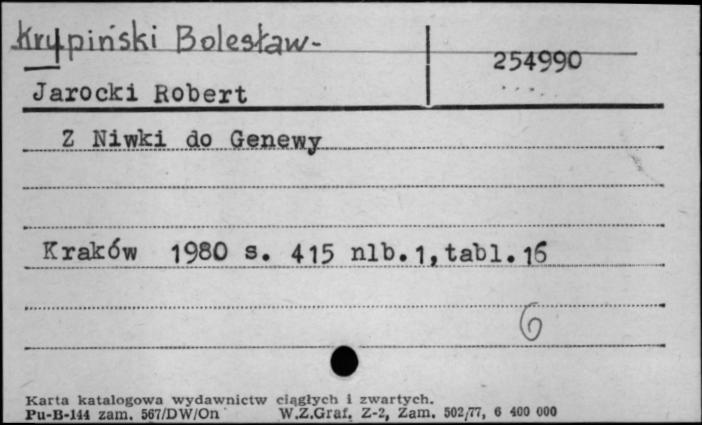 Krupiński Bolesław-
254990
Jarocki Robert
Z Niwki do Genewy
Kraków 1980 s. 415 nlb.1,tabl.16
6
Karta katalogowa wydawnictw ciągłych i zwartych.
Pu-B-144 zam. 567/DW/On W.Z.Graf. Z-2, Zam. 502/77, 6 400 000